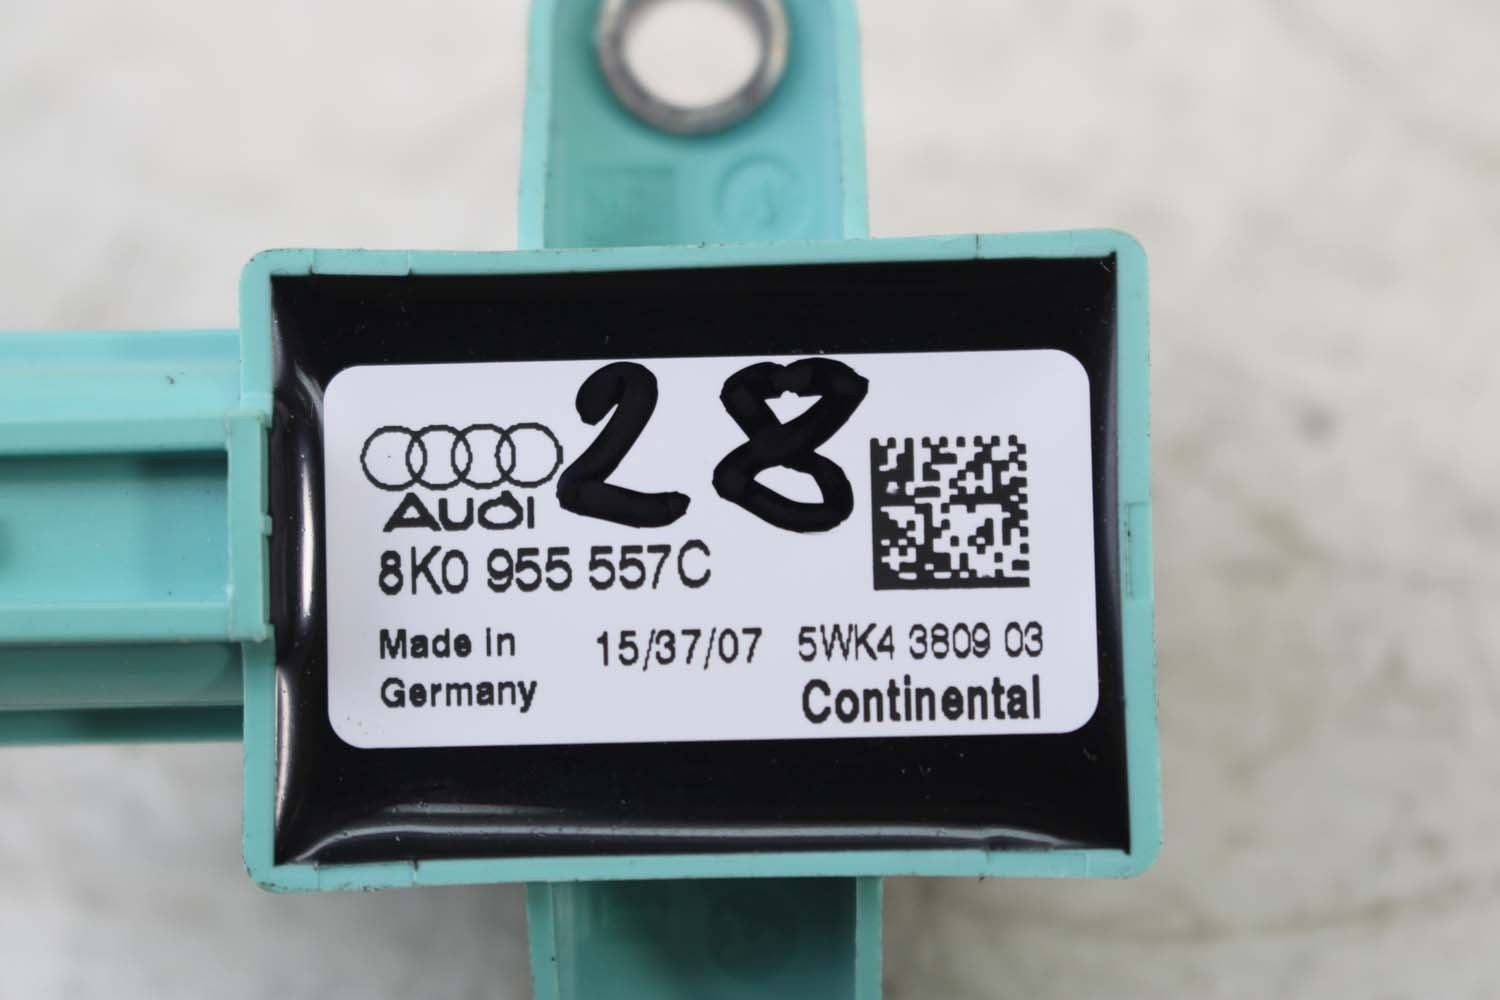 28
AUDI
8K0 955 557C
Made in Germany
15/37/07 5WK4 3809 03
Continental